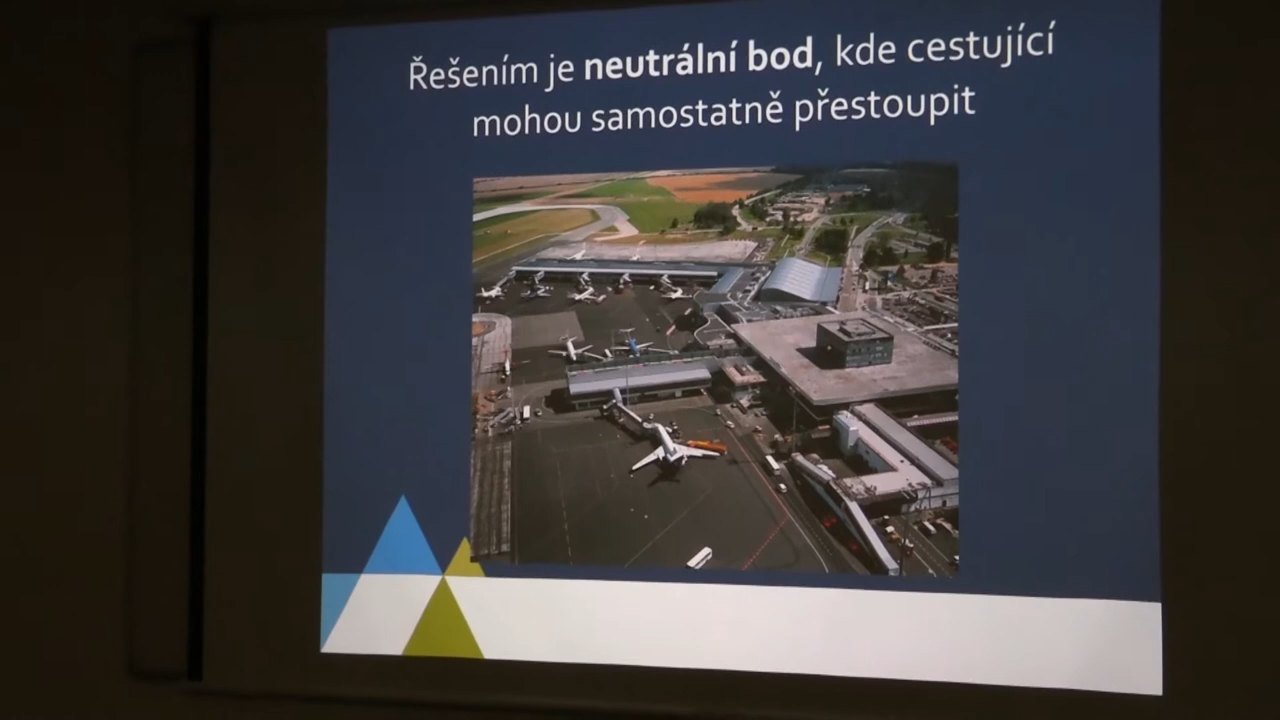 Řešením je neutrální bod, kde cestující
mohou samostatně přestoupit